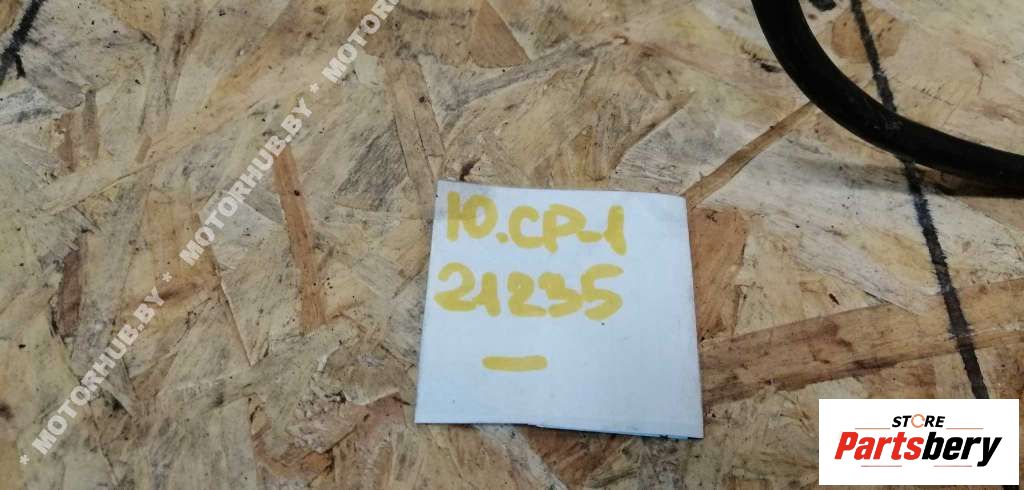 * MOTORHUB.BY * MOTORHUB.BY * MOTORHUB.BY * MOTOR
Ю.СР-1
21235
—
STORE
Partsbery